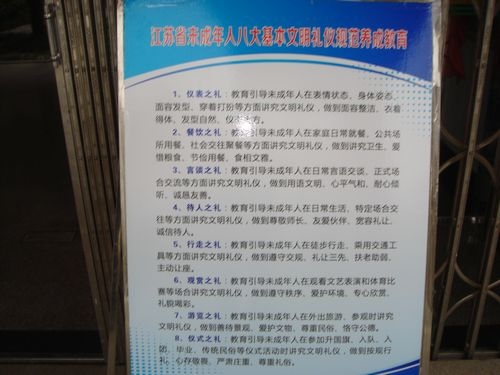 江苏省未成年人八大基本文明礼仪规范养成教育
1、仪表之礼：教育引导未成年人在表情状态、身体姿态、
面容发型、穿着打扮等方面讲究文明礼仪，做到面容整洁、衣着
得体、发型自然、仪态大方。
2、餐饮之礼：教育引导未成年人在家庭日常就餐、公共场
所用餐、社会交往聚餐等方面讲究文明礼仪，做到讲究卫生、爱
惜粮食、节俭用餐、食相文雅。
3、言谈之礼：教育引导未成年人在日常言语交谈、正式场
合交流等方面讲究文明礼仪，做到用语文明、心平气和、耐心倾
听、诚恳友善。
4、待人之礼：教育引导未成年人在日常生活、特定场合交
往等方面讲究文明礼仪，做到尊敬师长、友爱伙伴、宽容礼让、
诚信待人。
5、行走之礼：教育引导未成年人在徒步行走、乘用交通工
具等方面讲究文明礼仪，做到遵守交规、礼让三先、扶老助弱、
主动让座。
6、观赏之礼：教育引导未成年人在观看文艺表演和体育比
赛等场合讲究文明礼仪，做到遵守秩序、爱护环境、专心欣赏、
礼貌喝彩。
7、游览之礼：教育引导未成年人在外出旅游、参观时讲究
文明礼仪，做到善待景观、爱护文物、尊重民俗、恪守公德。
8、仪式之礼：教育引导未成年人在参加升国旗、入队、入
团、毕业、传统民俗等仪式活动时讲究文明礼仪，做到按规行
礼、心存敬畏、严肃庄重、尊重礼俗。